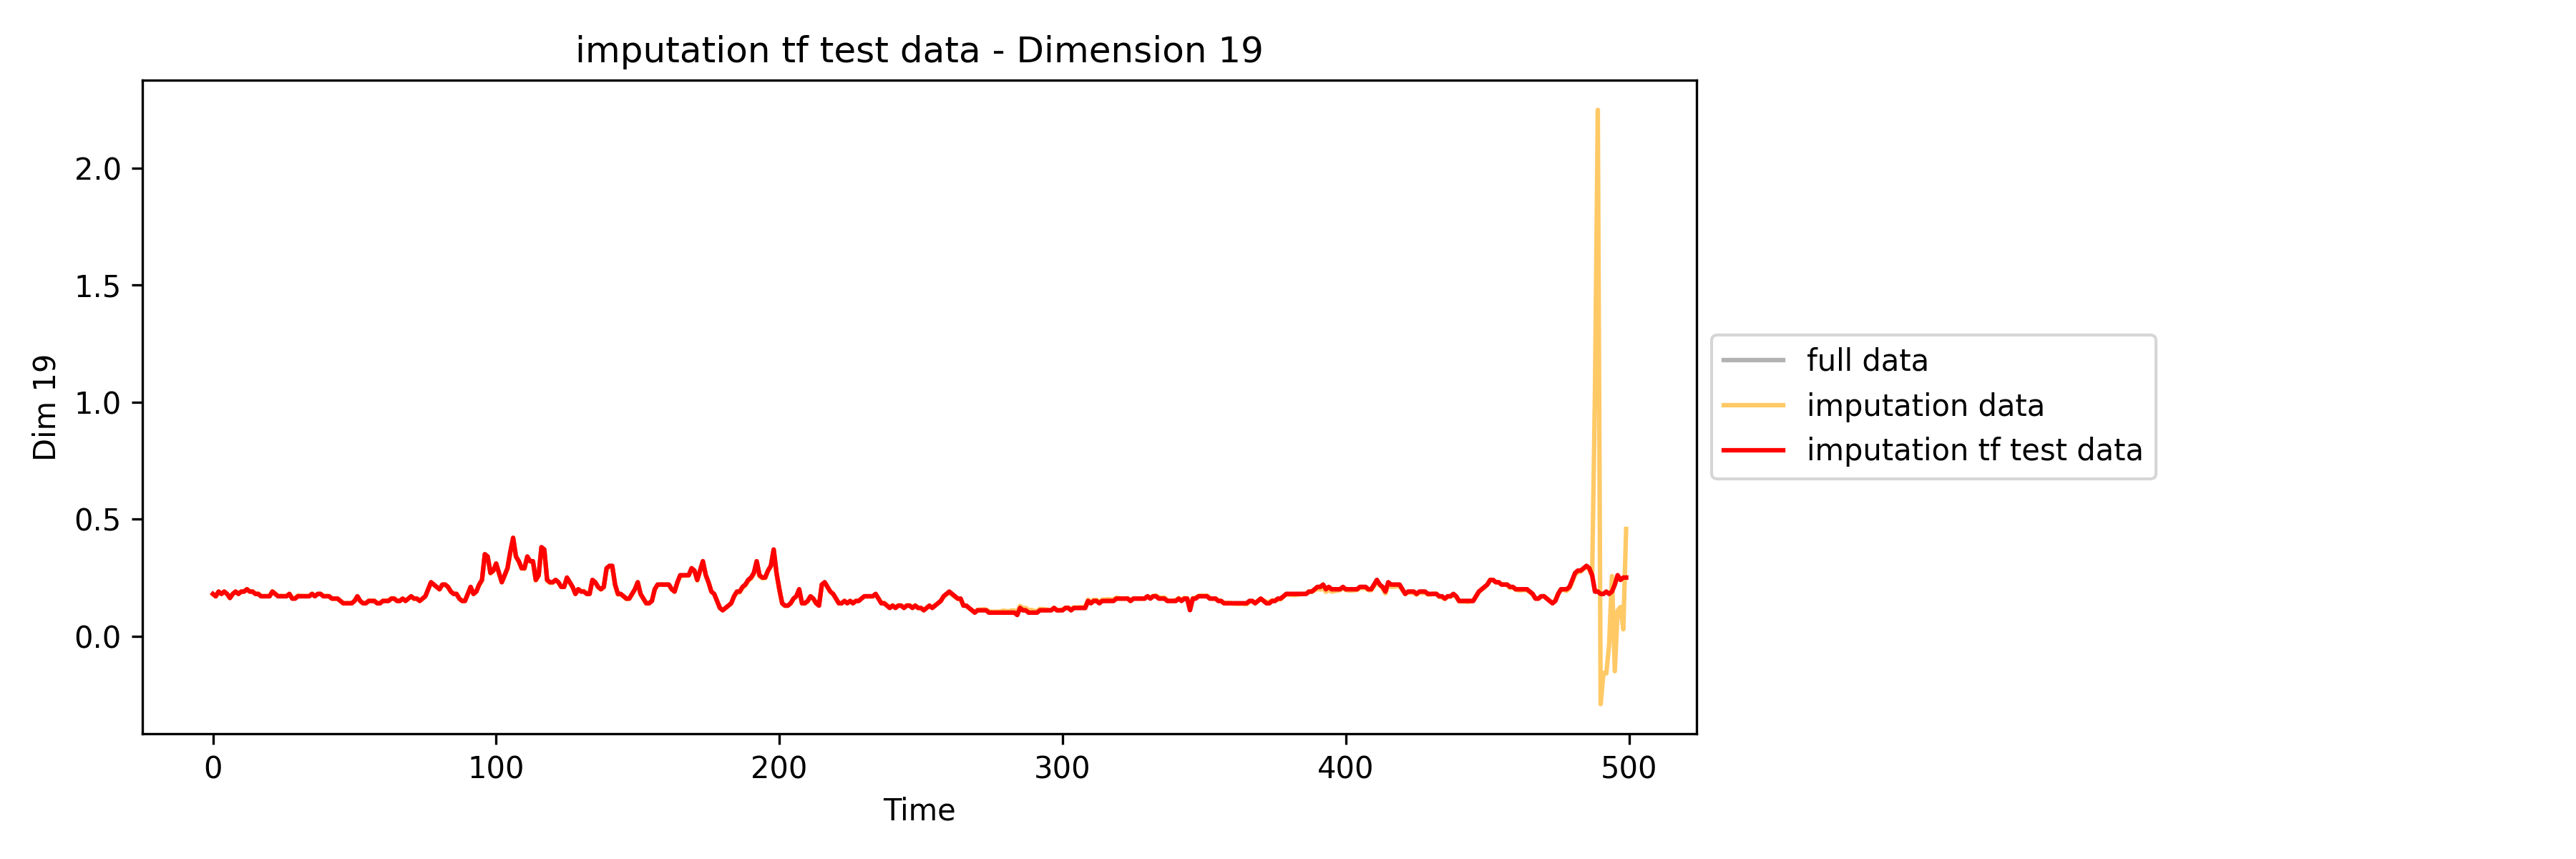 imputation tf test data - Dimension 19
2.0
1.5
1.0
0.5
0.0
Dim 19
0 100 200 300 400 500
Time
full data
imputation data
imputation tf test data